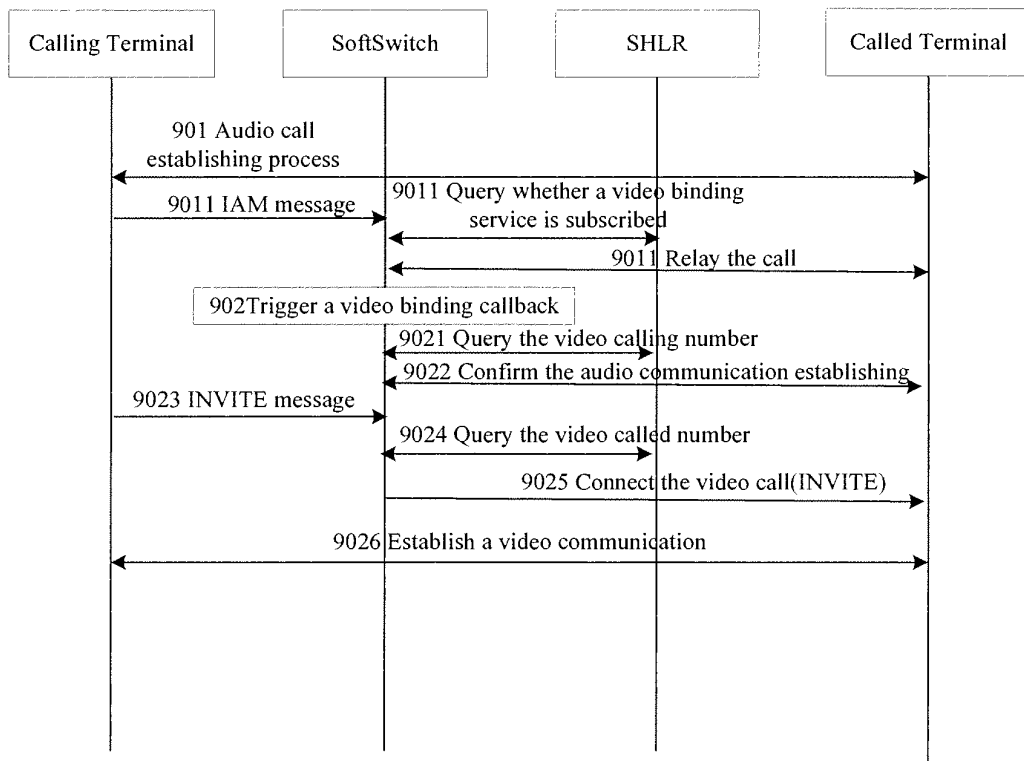 Calling Terminal
SoftSwitch
SHLR
Called Terminal
901 Audio call
establishing process
9011 IAM message
9011 Query whether a video binding
service is subscribed
9011 Relay the call
902Trigger a video binding callback
9021 Query the video calling number
9022 Confirm the audio communication establishing
9023 INVITE message
9024 Query the video called number
9025 Connect the video call(INVITE)
9026 Establish a video communication